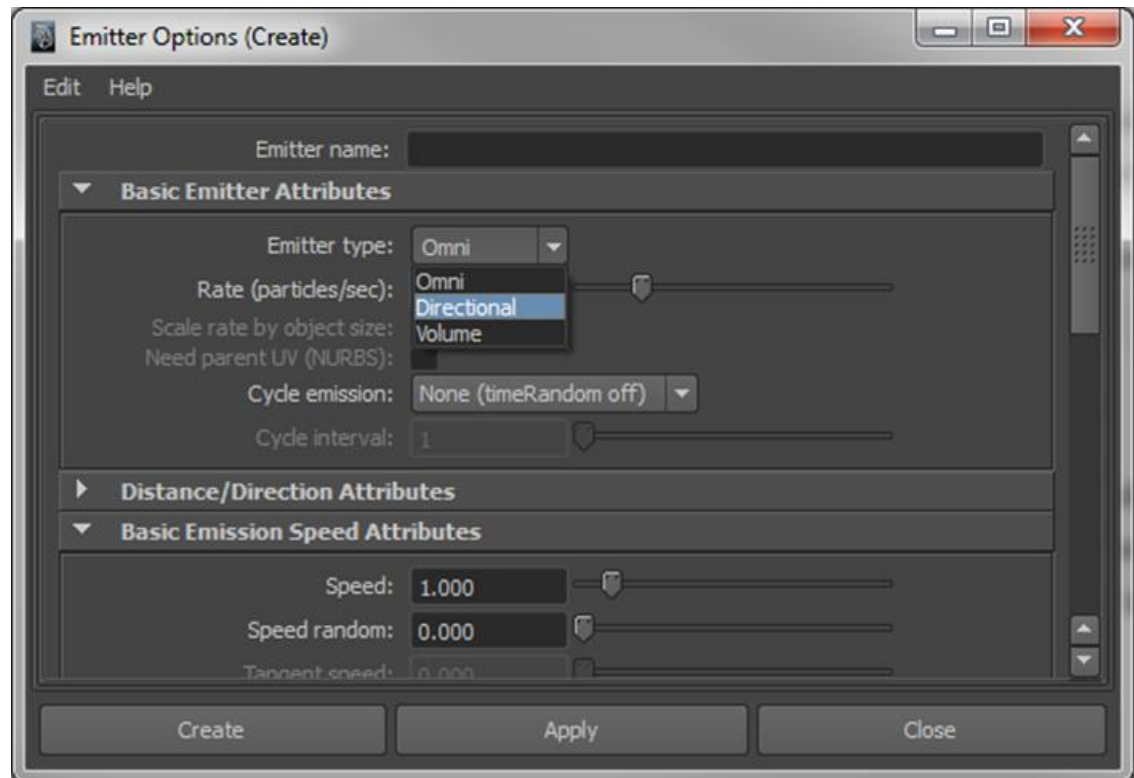 Emitter Options (Create)
Edit Help
Emitter name:
Basic Emitter Attributes
Emitter type: Omni
Omni
Rate (particles/sec):
Directional
Scale rate by object size:
Volume
Need parent UV (NURBS):
Cycle emission: None (timeRandom off)
Cycle interval: 1
Distance/Direction Attributes
Basic Emission Speed Attributes
Speed: 1.000
Speed random: 0.000
Tangent speed: 0.000
Create Apply Close